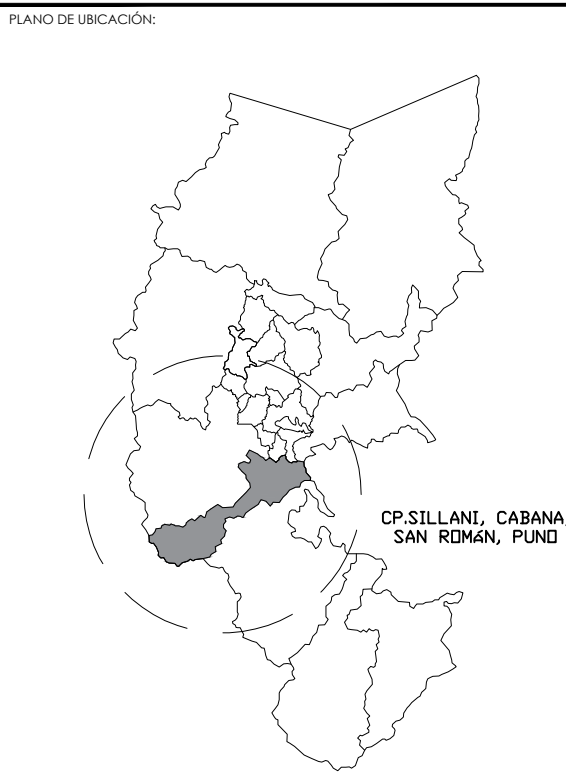 PLANO DE UBICACIÓN:
CP.SILLANI, CABANA,
SAN ROMáN, PUNO